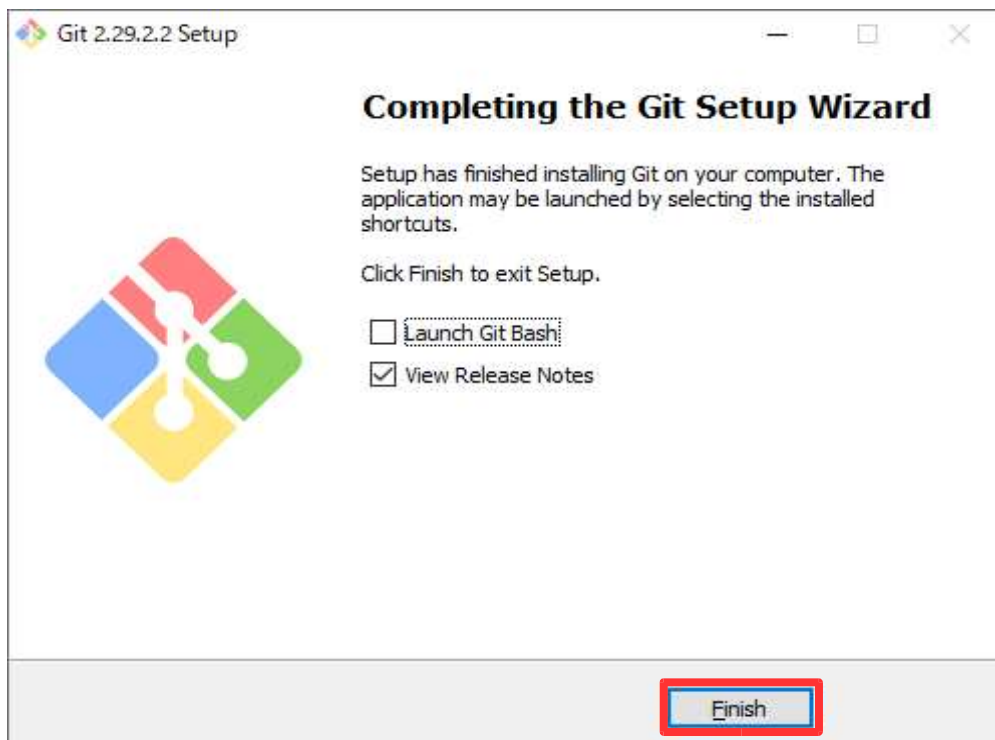 Git 2.29.2.2 Setup
Completing the Git Setup Wizard
Setup has finished installing Git on your computer. The
application may be launched by selecting the installed
shortcuts.
Click Finish to exit Setup.
Launch Git Bash
View Release Notes
Finish